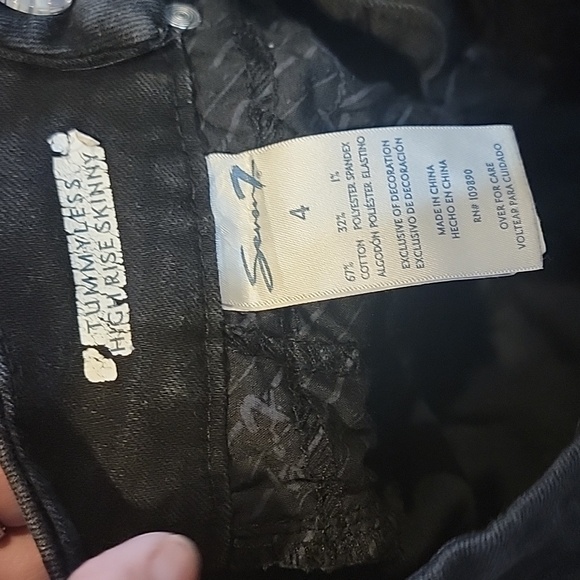 TUMMYLESS
HIGH RISE SKINNY
Seven7
4
67% 32% 1%
COTTON POLYESTER SPANDEX
ALGODÓN POLIÉSTER ELASTINO
EXCLUSIVE OF DECORATION
EXCLUSIVO DE DECORACIÓN
MADE IN CHINA
HECHO EN CHINA
RN# 109890
OVER FOR CARE
VOLTEAR PARA CUIDADO